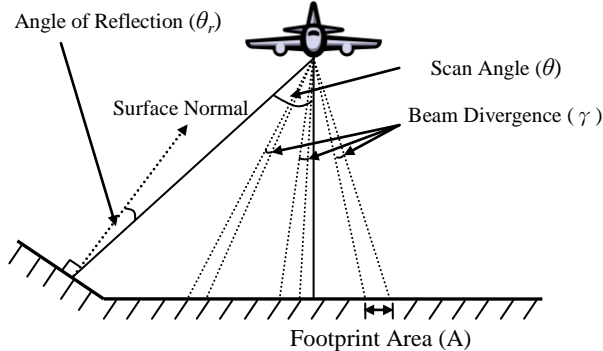 Angle of Reflection (θr)
Scan Angle (θ)
Surface Normal
Beam Divergence (γ)
Footprint Area (A)